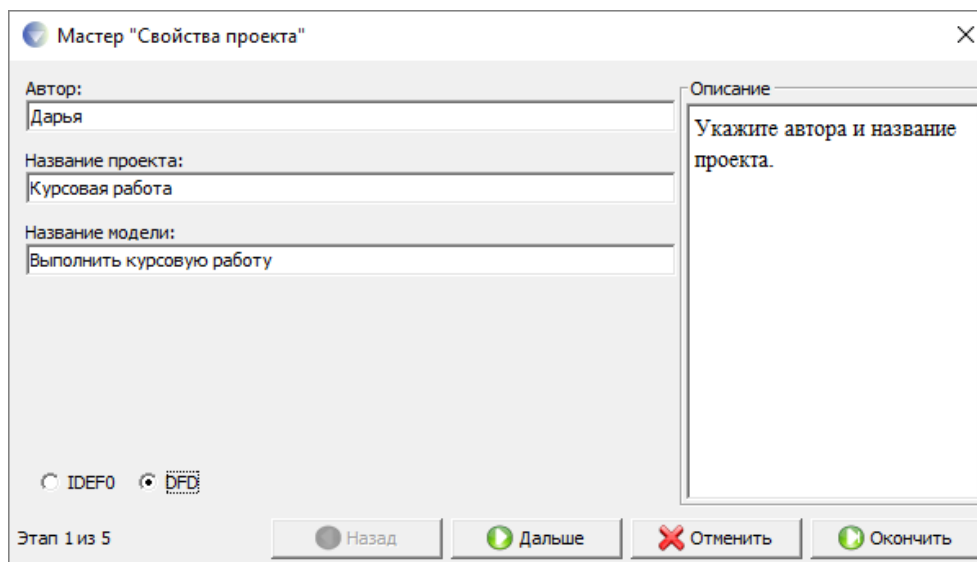 Мастер "Свойства проекта"
Автор:
Дарья
Название проекта:
Курсовая работа
Название модели:
Выполнить курсовую работу
IDEF0 DFD
Описание
Укажите автора и название
проекта.
Этап 1 из 5 Назад Дальше Отменить Окончить